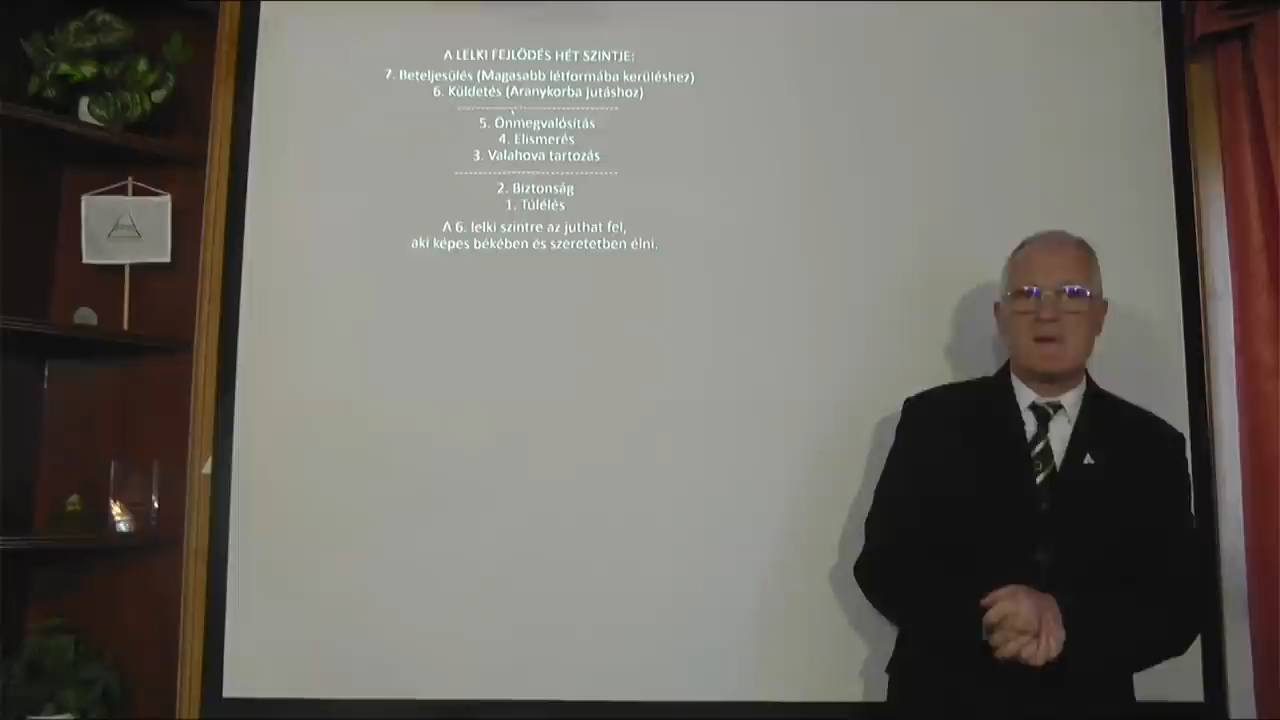 A LELKI FEJLŐDÉS HÉT SZINTJE:
7. Beteljesülés (Magasabb létformába kerüléshez)
6. Küldetés (Aranykorba jutáshoz)
5. Önmegvalósítás
4. Elismerés
3. Valahova tartozás
2. Biztonság
1. Túlélés
A 6. lelki szintre az juthat fel,
aki képes békében és szeretetben élni.